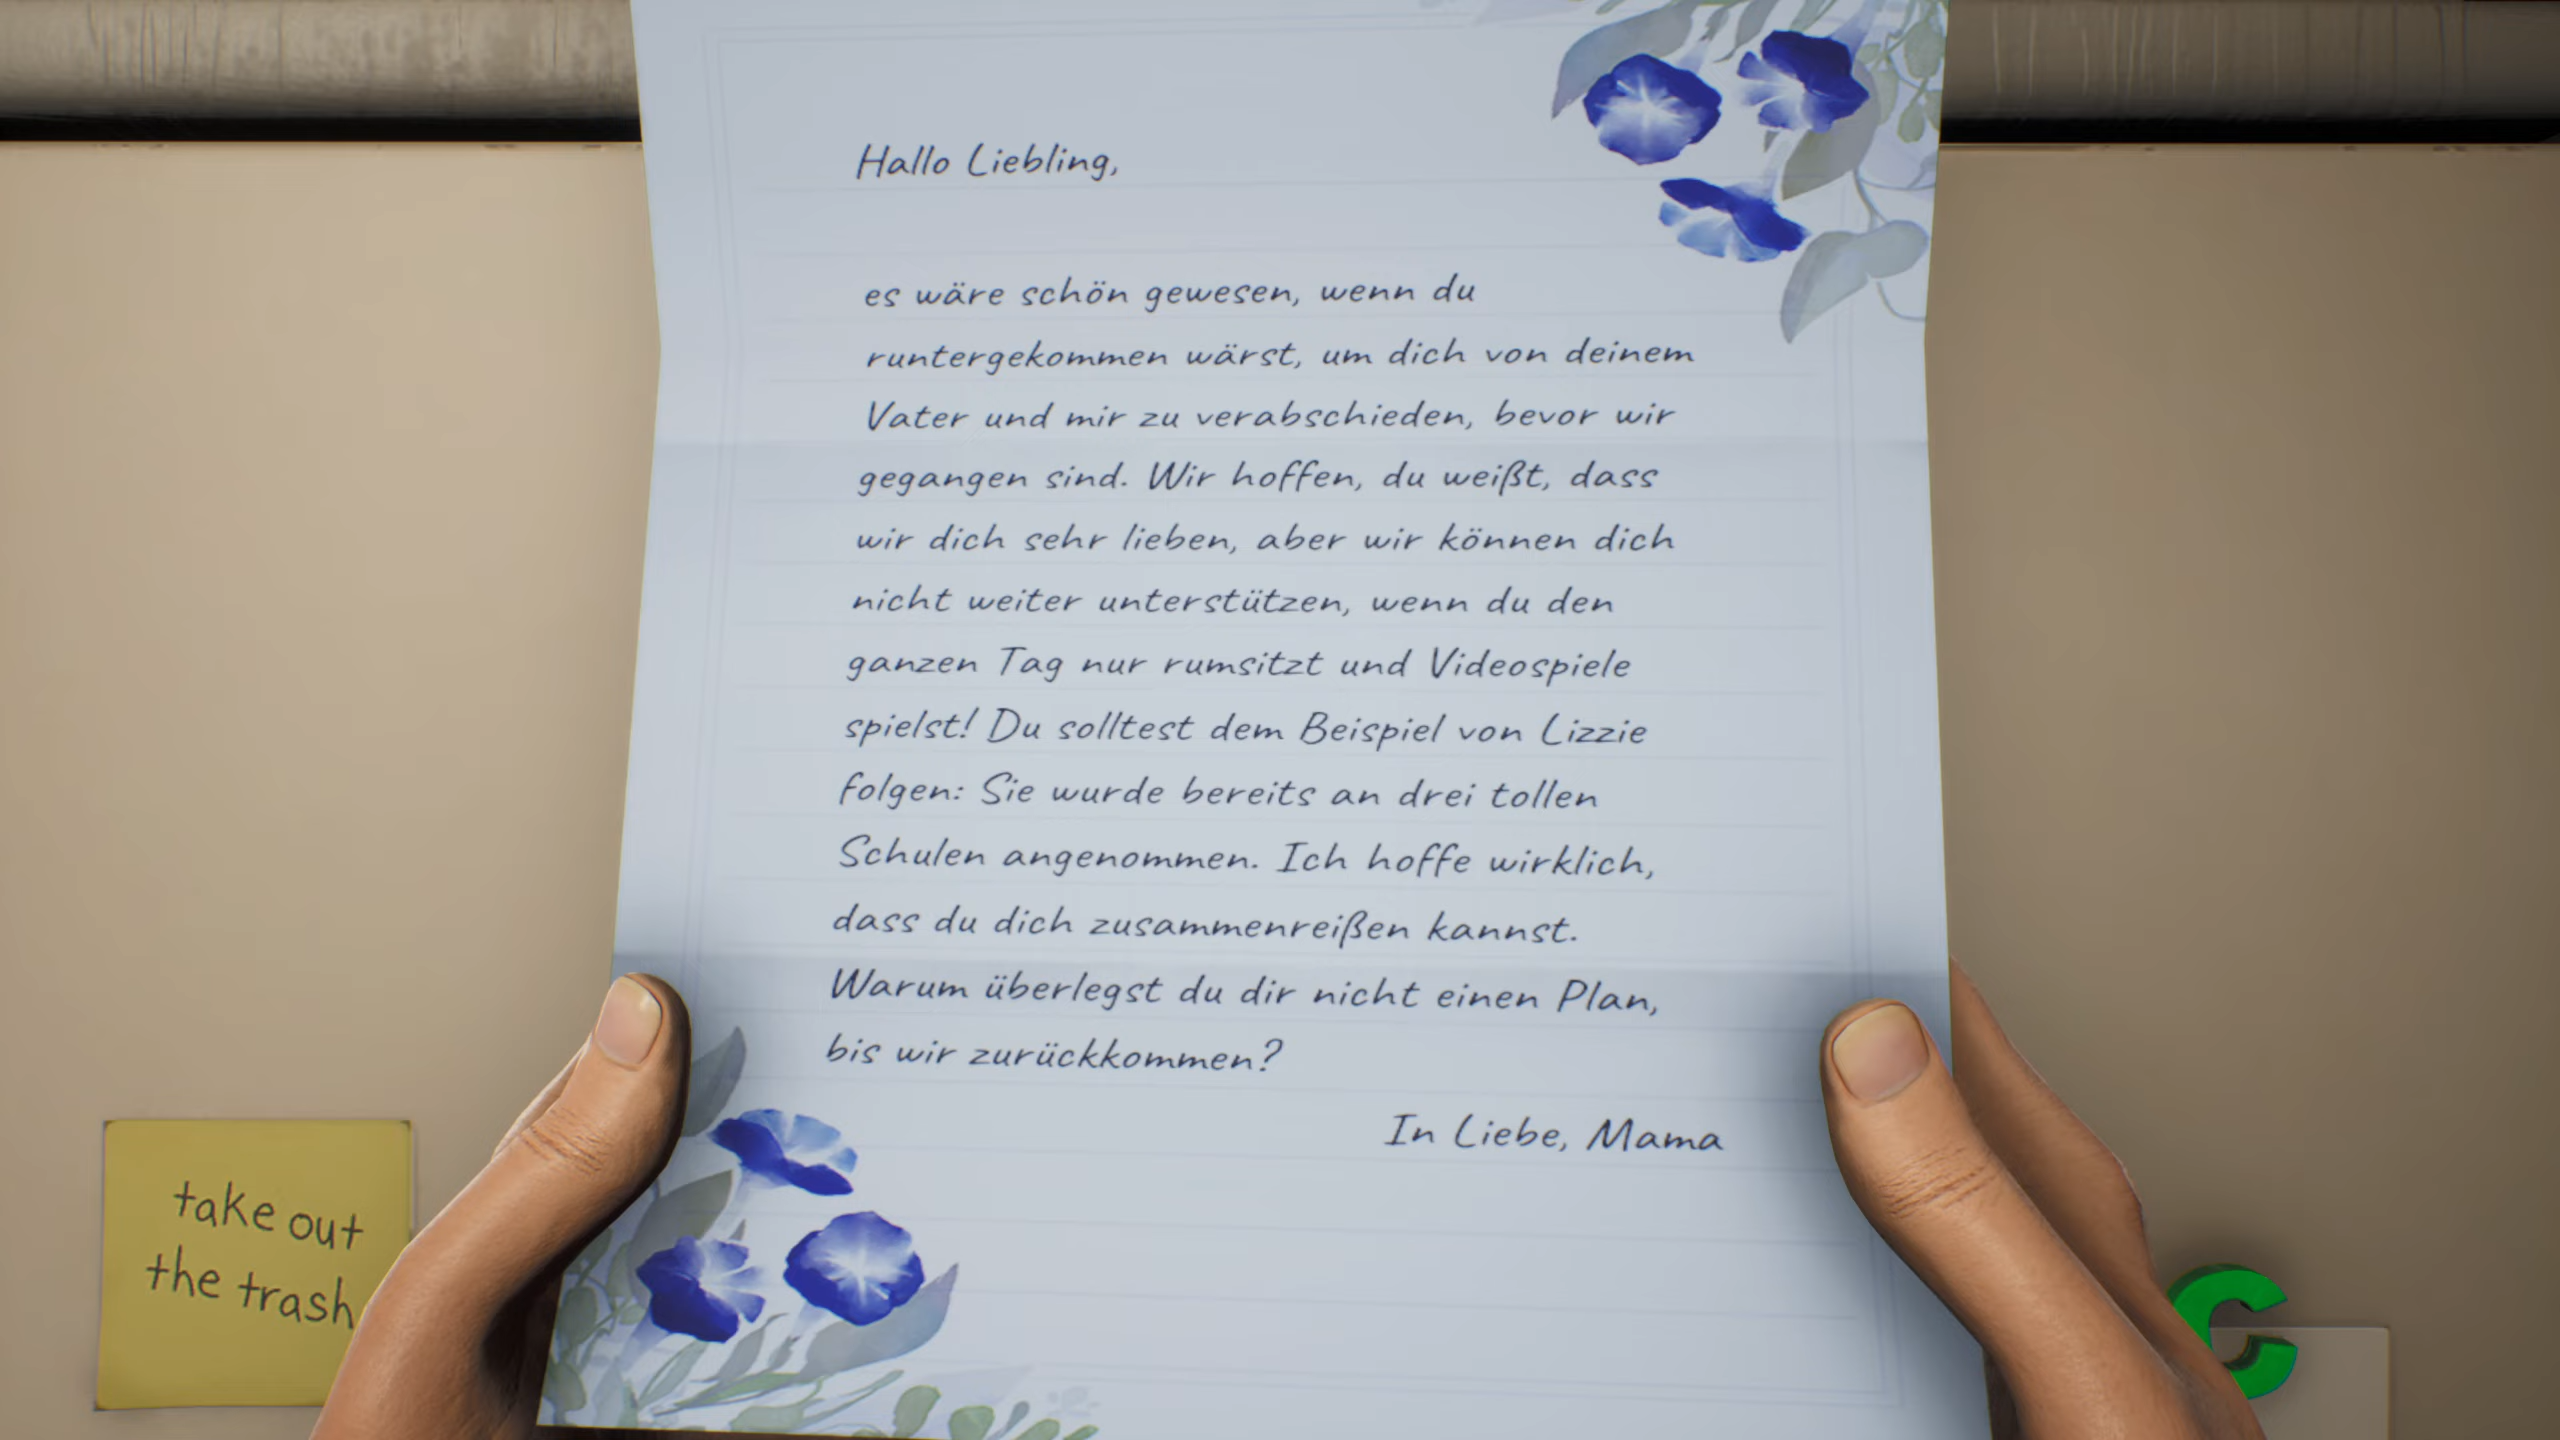 Hallo Liebling,
es wäre schön gewesen, wenn du
runtergekommen wärst, um dich von deinem
Vater und mir zu verabschieden, bevor wir
gegangen sind. Wir hoffen, du weißt, dass
wir dich sehr lieben, aber wir können dich
nicht weiter unterstützen, wenn du den
ganzen Tag nur rumsitzt und Videospiele
spielst! Du solltest dem Beispiel von Lizzie
folgen: Sie wurde bereits an drei tollen
Schulen angenommen. Ich hoffe wirklich,
dass du dich zusammenreißen kannst.
Warum überlegst du dir nicht einen Plan,
bis wir zurückkommen?
In Liebe, Mama
take out
the trash
C